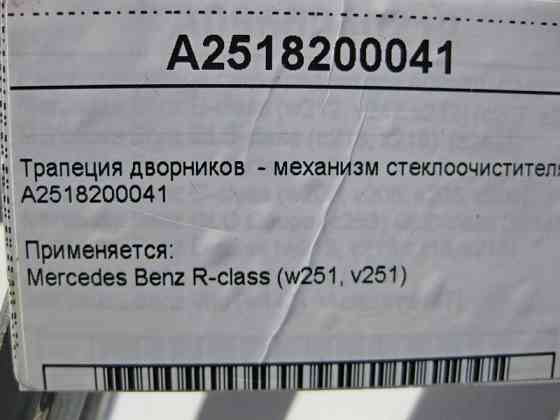 A2518200041
Трапеция дворников - механизм стеклоочистителя
A2518200041
Применяется:
Mercedes Benz R-class (w251, v251)